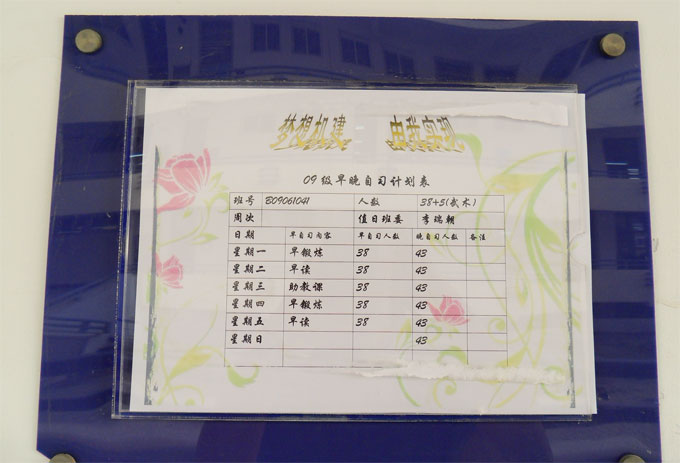 梦想机建 由我实现
09级早晚自习计划表
班号 B09061041 人数 38+5(武术)
周次 值日班委 李瑞朝
日期 早自习内容 早自习人数 晚自习人数 备注
星期一 早锻炼 38 43
星期二 早读 38 43
星期三 助教课 38 43
星期四 早锻炼 38 43
星期五 早读 38 43
星期日 43